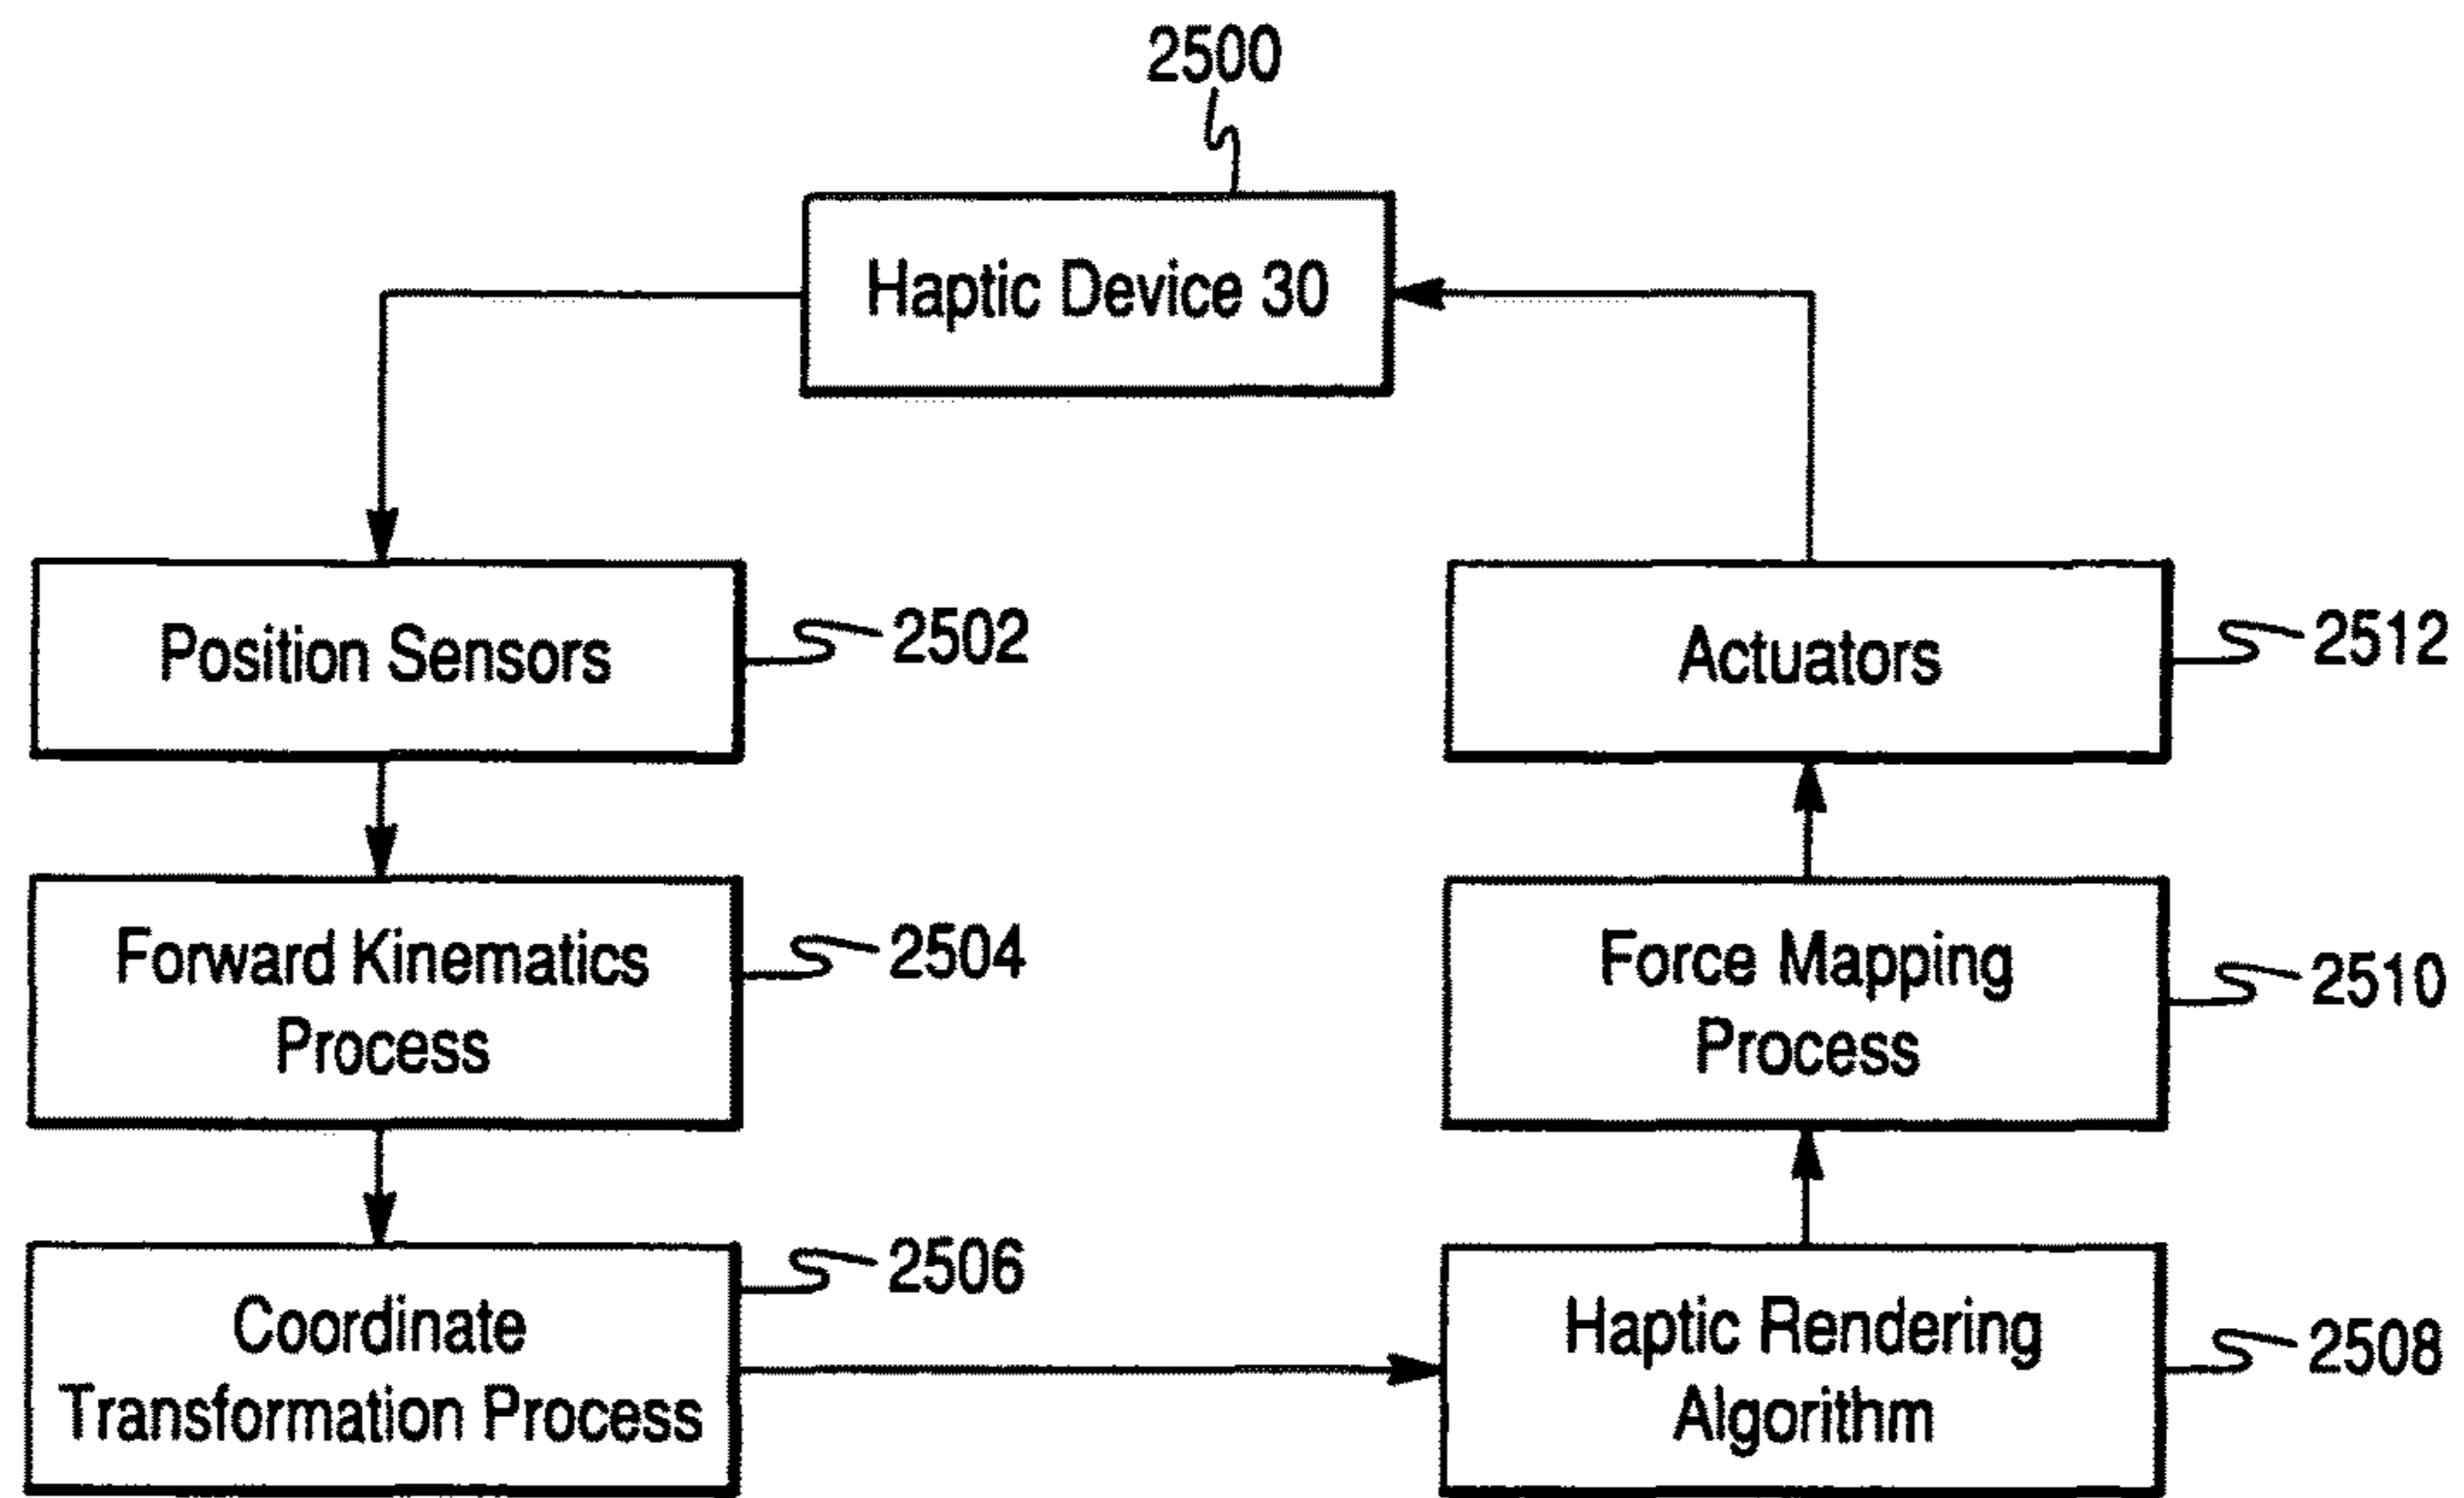 2500
Haptic Device 30
Position Sensors
2502
Actuators
2512
Forward Kinematics
Process
2504
Force Mapping
Process
2510
Coordinate
Transformation Process
2506
Haptic Rendering
Algorithm
2508